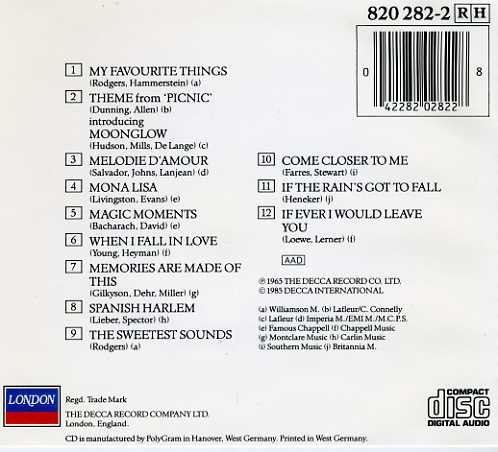 820 282-2 RH
0 42282 02822 8
1 MY FAVOURITE THINGS
(Rodgers, Hammerstein) (a)
2 THEME from ‘PICNIC’
(Dunning, Allen) (b)
introducing
MOONGLOW
(Hudson, Mills, De Lange) (c)
3 MELODIE D'AMOUR
(Salvador, Johns, Lanjean) (d)
4 MONA LISA
(Livingston, Evans) (e)
5 MAGIC MOMENTS
(Bacharach, David) (e)
6 WHEN I FALL IN LOVE
(Young, Heyman) (f)
7 MEMORIES ARE MADE OF
THIS
(Gilkyson, Dehr, Miller) (g)
8 SPANISH HARLEM
(Lieber, Spector) (h)
9 THE SWEETEST SOUNDS
(Rodgers) (a)
10 COME CLOSER TO ME
(Farres, Stewart) (i)
11 IF THE RAIN'S GOT TO FALL
(Heneker) (j)
12 IF EVER I WOULD LEAVE
YOU
(Loewe, Lerner) (f)
AAD
℗ 1965 THE DECCA RECORD CO. LTD.
© 1985 DECCA INTERNATIONAL
(a) Williamson M. (b) Lafleur/C. Connelly
(c) Lafleur (d) Imperia M./EMI M./M.C.P.S.
(e) Famous Chappell (f) Chappell Music
(g) Montclare Music (h) Carlin Music
(i) Southern Music (j) Britannia M.
LONDON
Regd. Trade Mark
THE DECCA RECORD COMPANY LTD.
London, England.
CD is manufactured by PolyGram in Hanover, West Germany. Printed in West Germany.
COMPACT
disc
DIGITAL AUDIO